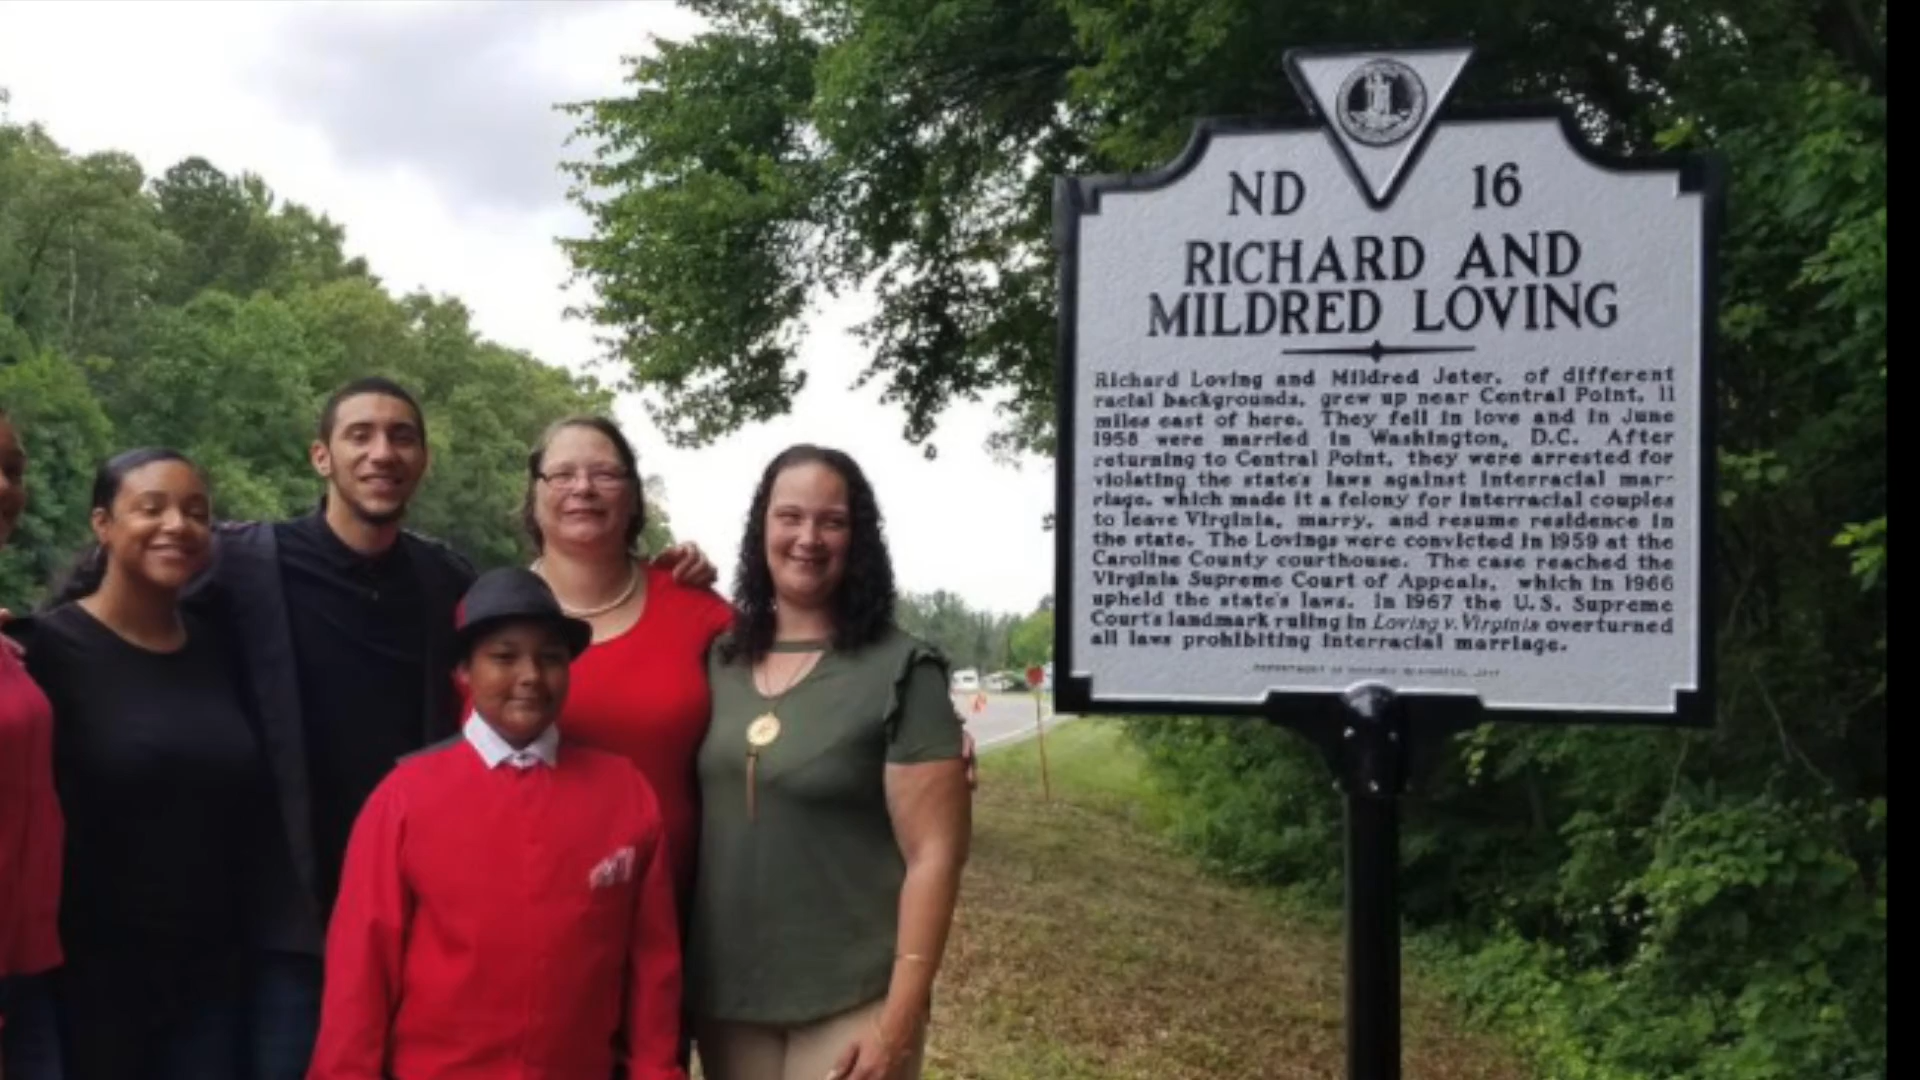 ND 16
RICHARD AND
MILDRED LOVING
Richard Loving and Mildred Jeter, of different
racial backgrounds, grew up near Central Point, 11
miles east of here. They fell in love and in June
1958 were married in Washington, D.C. After
returning to Central Point, they were arrested for
violating the state's laws against interracial mar-
riage, which made it a felony for interracial couples
to leave Virginia, marry, and resume residence in
the state. The Lovings were convicted in 1959 at the
Caroline County courthouse. The case reached the
Virginia Supreme Court of Appeals, which in 1966
upheld the state's laws. In 1967 the U.S. Supreme
Court's landmark ruling in Loving v. Virginia overturned
all laws prohibiting interracial marriage.
DEPARTMENT OF HISTORIC RESOURCES,